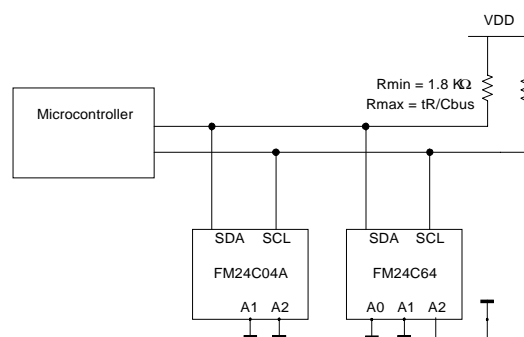 VDD
Rmin = 1.8 KΩ
Rmax = tR/Cbus
Microcontroller
SDA SCL
SDA SCL
FM24C04A
FM24C64
A1 A2
A0 A1 A2